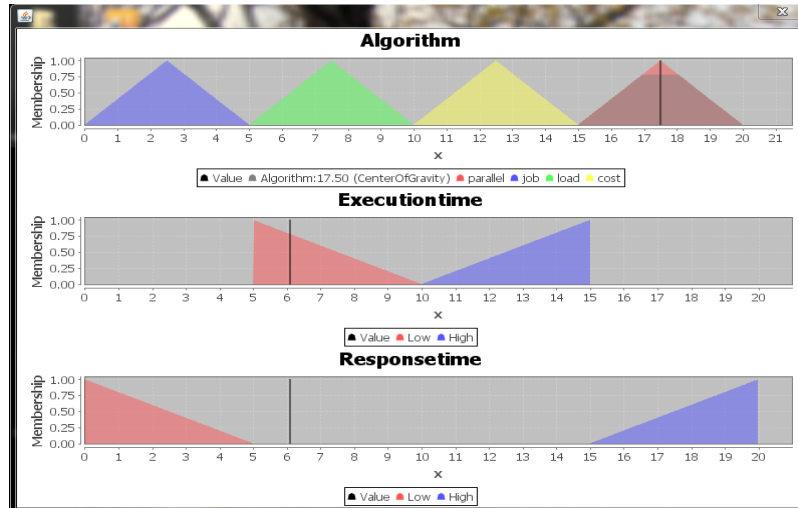 Algorithm
Membership
1.00
0.75
0.50
0.25
0.00
0 1 2 3 4 5 6 7 8 9 10 11 12 13 14 15 16 17 18 19 20 21
x
Value Algorithm:17.50 (CenterOfGravity) parallel job load cost
Executiontime
Membership
1.00
0.75
0.50
0.25
0.00
0 1 2 3 4 5 6 7 8 9 10 11 12 13 14 15 16 17 18 19 20
x
Value Low High
Responsetime
Membership
1.00
0.75
0.50
0.25
0.00
0 1 2 3 4 5 6 7 8 9 10 11 12 13 14 15 16 17 18 19 20
x
Value Low High